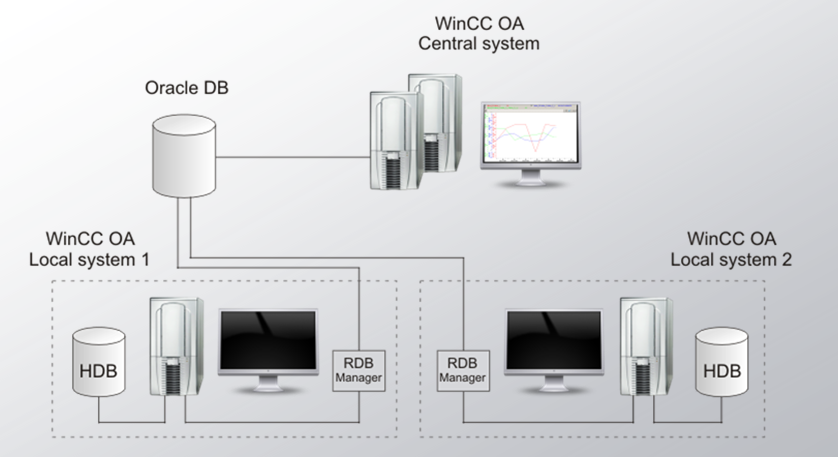 WinCC OA
Central system
Oracle DB
WinCC OA
Local system 1
WinCC OA
Local system 2
HDB
RDB
Manager
RDB
Manager
HDB